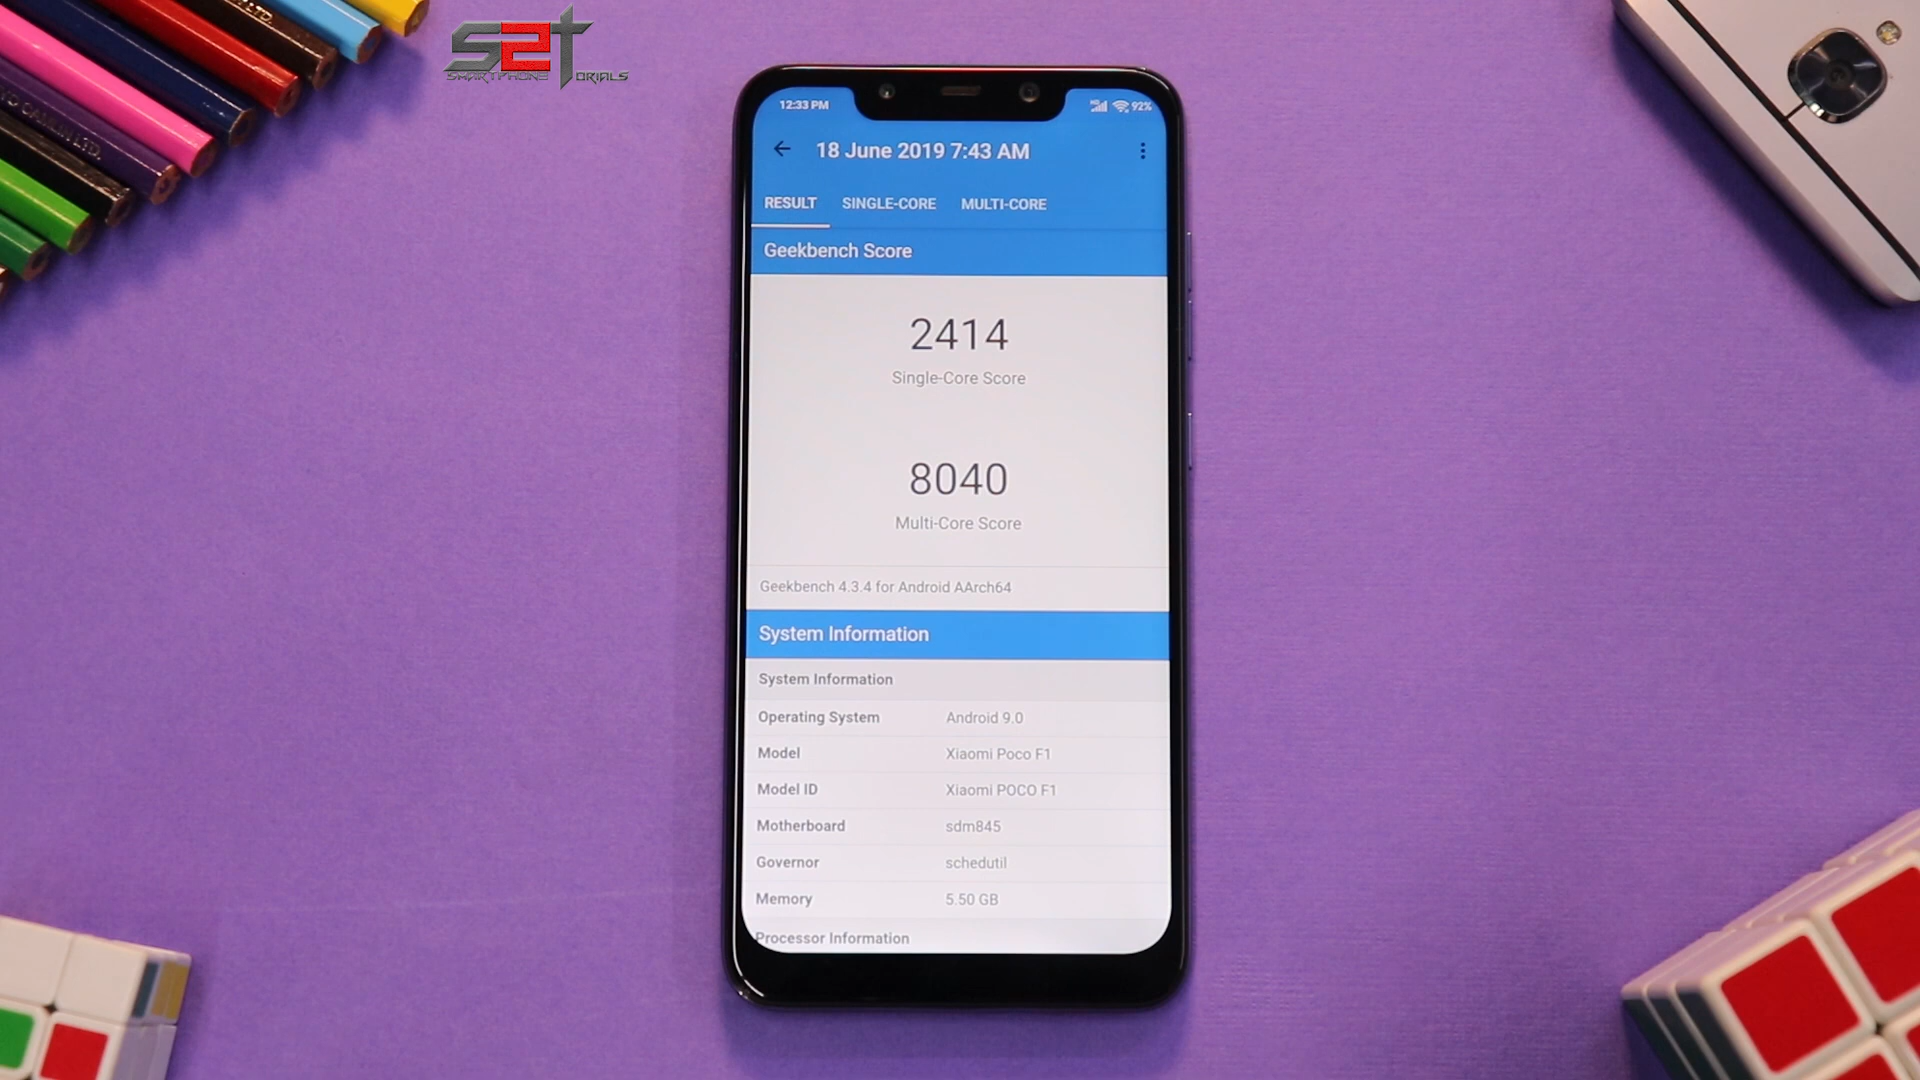 S2T
SMARTPHONE TORIALS
LTD.
CAMLIN LTD.
12:33 PM
92%
18 June 2019 7:43 AM
RESULT SINGLE-CORE MULTI-CORE
Geekbench Score
2414
Single-Core Score
8040
Multi-Core Score
Geekbench 4.3.4 for Android AArch64
System Information
System Information
Operating System Android 9.0
Model Xiaomi Poco F1
Model ID Xiaomi POCO F1
Motherboard sdm845
Governor schedutil
Memory 5.50 GB
Processor Information